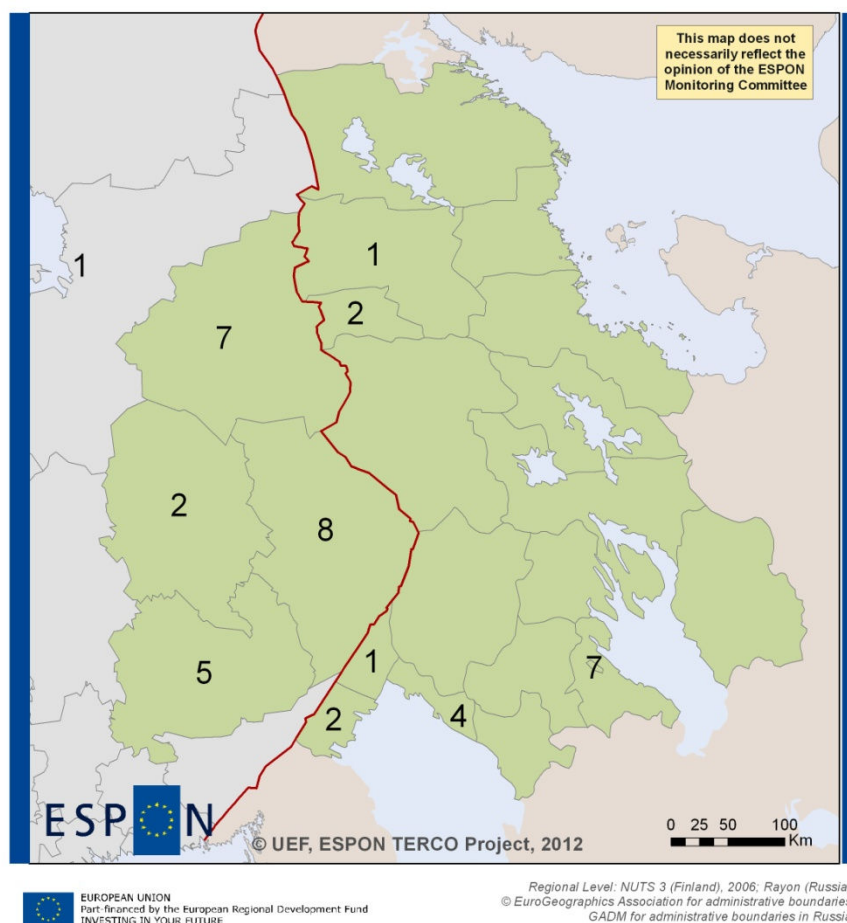 This map does not
necessarily reflect the
opinion of the ESPON
Monitoring Committee
1
1
2
7
2
8
5
1
7
2
4
ESPON
© UEF, ESPON TERCO Project, 2012
0 25 50 100
Km
EUROPEAN UNION
Part-financed by the European Regional Development Fund
INVESTING IN YOUR FUTURE
Regional Level: NUTS 3 (Finland), 2006; Rayon (Russia
© EuroGeographics Association for administrative boundaries
GADM for administrative boundaries in Russia